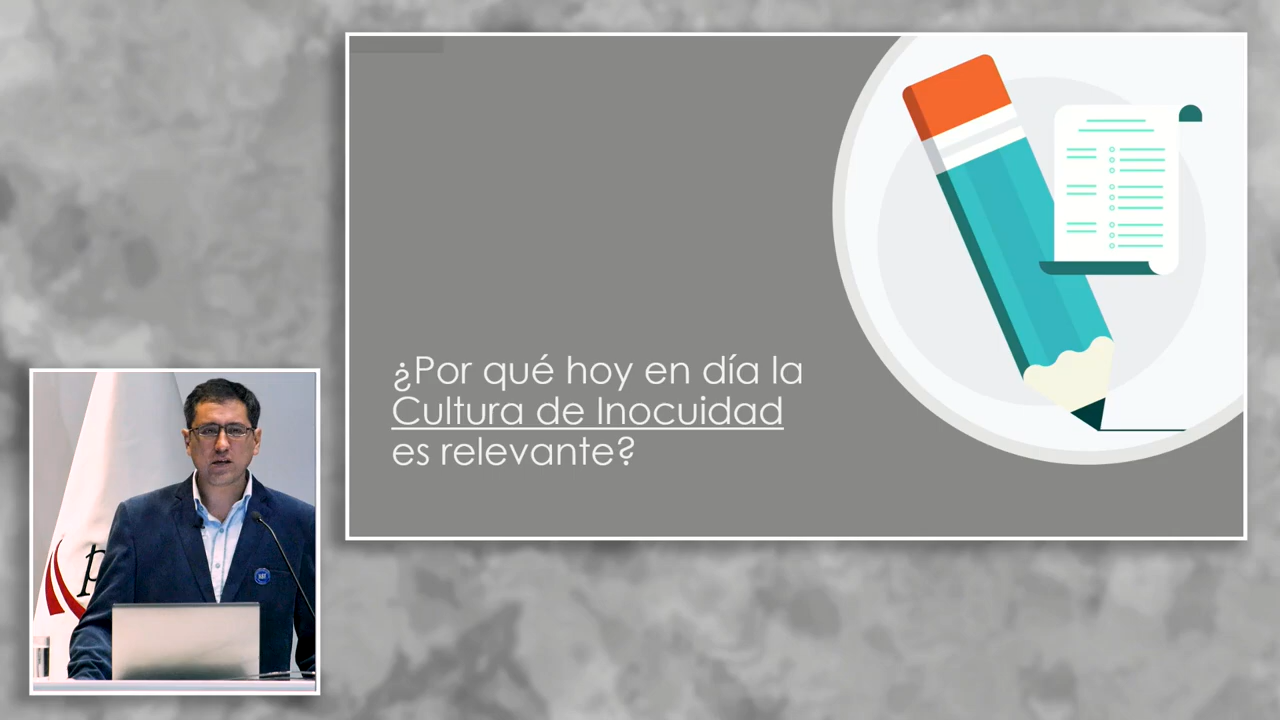 ¿Por qué hoy en día la
Cultura de Inocuidad
es relevante?